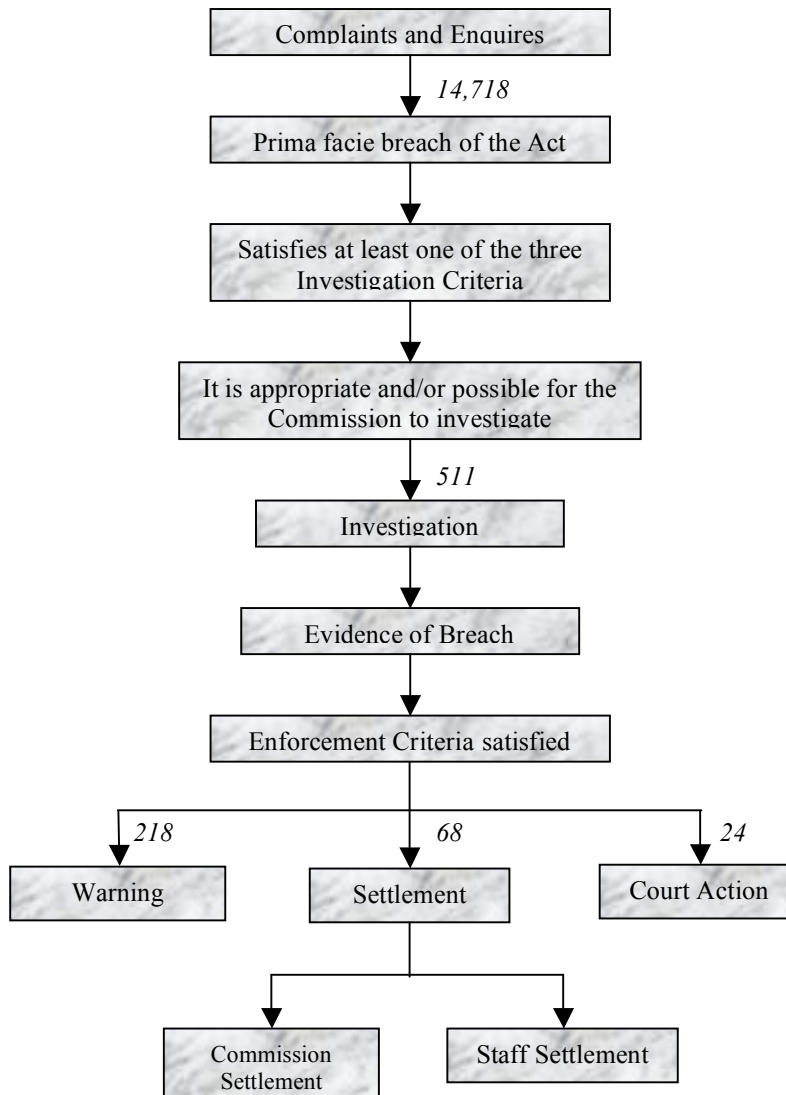 Complaints and Enquires
14,718
Prima facie breach of the Act
Satisfies at least one of the three
Investigation Criteria
It is appropriate and/or possible for the
Commission to investigate
511
Investigation
Evidence of Breach
Enforcement Criteria satisfied
218
68
24
Warning
Settlement
Court Action
Commission
Settlement
Staff Settlement